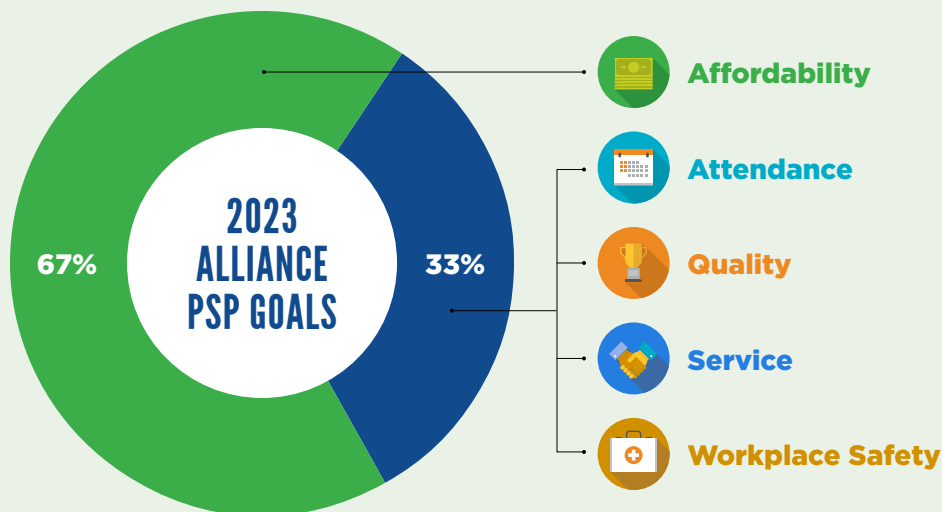 67%
2023
ALLIANCE
PSP GOALS
33%
Affordability
Attendance
Quality
Service
Workplace Safety